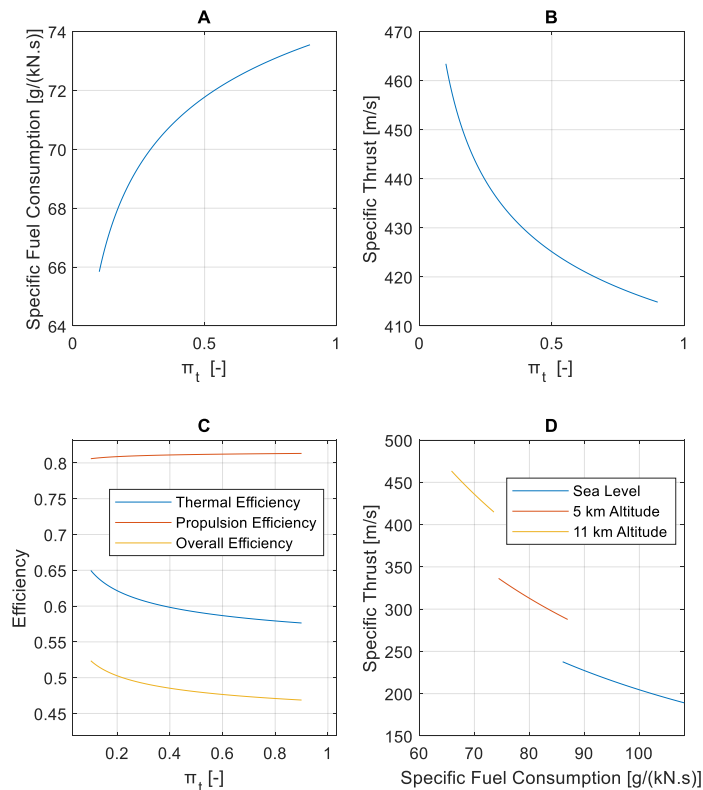 A
Specific Fuel Consumption [g/(kN.s)]
74
72
70
68
66
64
0
0.5
1
π_t [-]
B
Specific Thrust [m/s]
470
460
450
440
430
420
410
0
0.5
1
π_t [-]
C
Efficiency
0.8
0.75
0.7
0.65
0.6
0.55
0.5
0.45
Thermal Efficiency
Propulsion Efficiency
Overall Efficiency
0.2
0.4
0.6
0.8
1
π_t [-]
D
Specific Thrust [m/s]
500
450
400
350
300
250
200
150
Sea Level
5 km Altitude
11 km Altitude
60
70
80
90
100
Specific Fuel Consumption [g/(kN.s)]